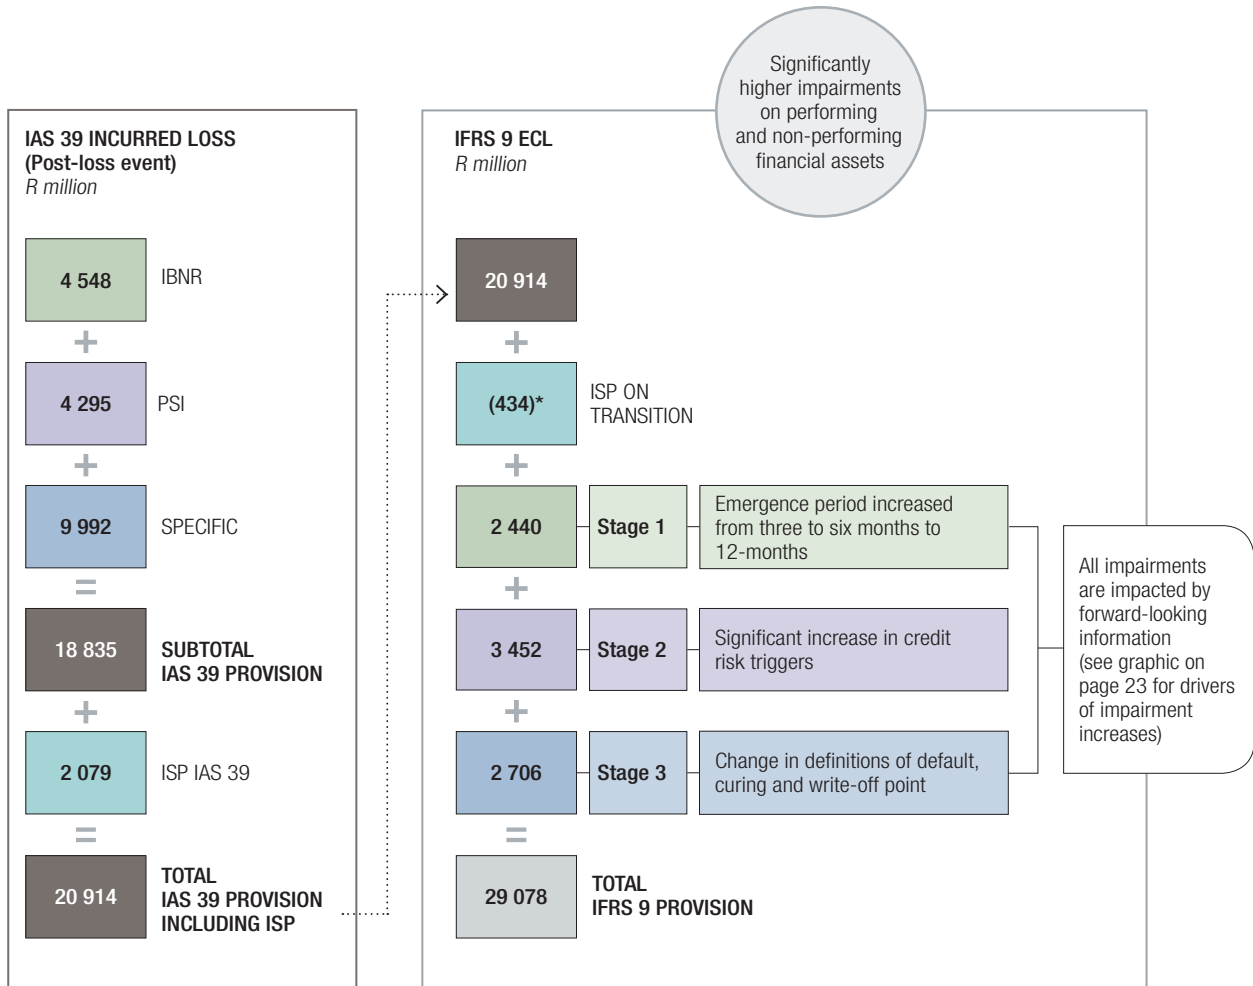 Significantly
higher impairments
on performing
and non-performing
financial assets
IAS 39 INCURRED LOSS
(Post-loss event)
R million
4 548
IBNR
+
4 295
PSI
+
9 992
SPECIFIC
=
18 835
SUBTOTAL
IAS 39 PROVISION
+
2 079
ISP IAS 39
=
20 914
TOTAL
IAS 39 PROVISION
INCLUDING ISP
IFRS 9 ECL
R million
20 914
+
(434)*
ISP ON
TRANSITION
+
2 440
Stage 1
Emergence period increased
from three to six months to
12-months
+
3 452
Stage 2
Significant increase in credit
risk triggers
+
2 706
Stage 3
Change in definitions of default,
curing and write-off point
=
29 078
TOTAL
IFRS 9 PROVISION
All impairments
are impacted by
forward-looking
information
(see graphic on
page 23 for drivers
of impairment
increases)